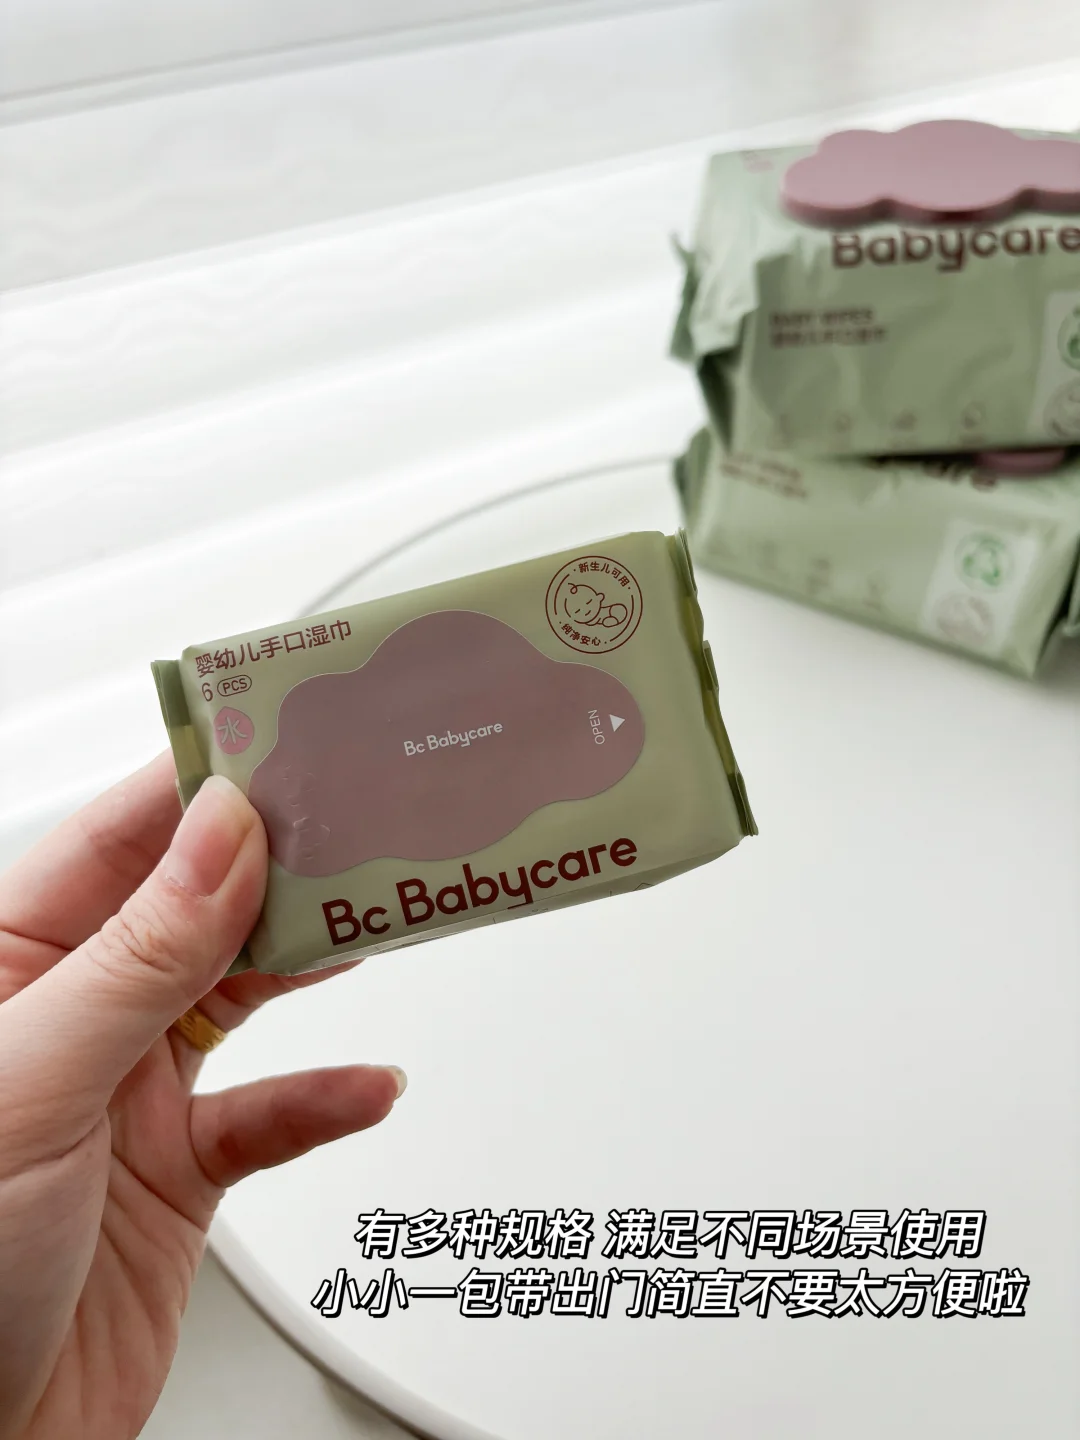 Babycare
BABY WIPES
新生儿可用
纯净安心
婴幼儿手口湿巾
6 PCS
水
Bc Babycare
OPEN
Bc Babycare
有多种规格 满足不同场景使用
小小一包带出门简直不要太方便啦